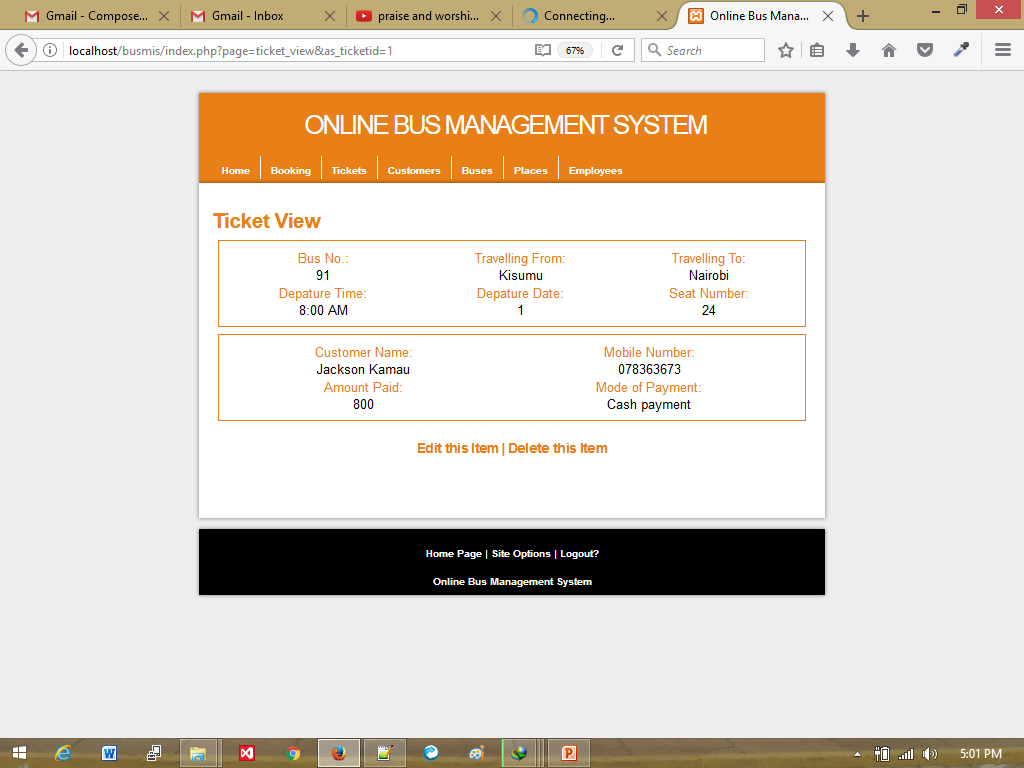 Gmail - Compose... Gmail - Inbox praise and worshi... Connecting... Online Bus Mana...
localhost/busmis/index.php?page=ticket_view&as_ticketid=1 67% Search
ONLINE BUS MANAGEMENT SYSTEM
Home Booking Tickets Customers Buses Places Employees
Ticket View
Bus No.: Travelling From: Travelling To:
91 Kisumu Nairobi
Depature Time: Depature Date: Seat Number:
8:00 AM 1 24
Customer Name: Mobile Number:
Jackson Kamau 078363673
Amount Paid: Mode of Payment:
800 Cash payment
Edit this Item | Delete this Item
Home Page | Site Options | Logout?
Online Bus Management System
5:01 PM